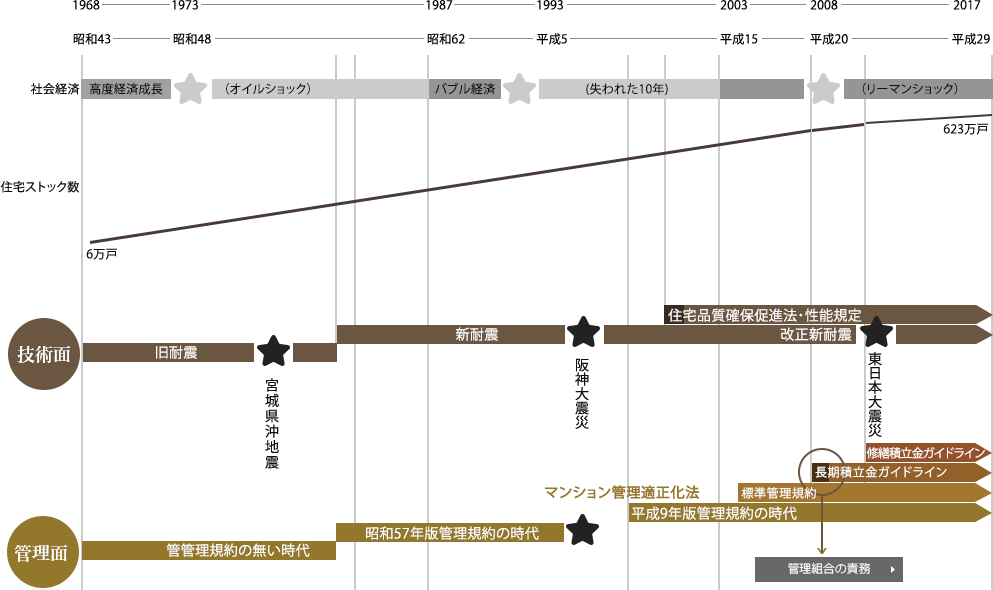 1968 1973 1987 1993 2003 2008 2017
昭和43 昭和48 昭和62 平成5 平成15 平成20 平成29
社会経済 高度経済成長 （オイルショック） バブル経済 (失われた10年) （リーマンショック）
623万戸
住宅ストック数
6万戸
住宅品質確保促進法・性能規定
新耐震 改正新耐震
技術面 旧耐震
宮城県沖地震
阪神大震災
東日本大震災
修繕積立金ガイドライン
長期積立金ガイドライン
マンション管理適正化法 標準管理規約
平成9年版管理規約の時代
昭和57年版管理規約の時代
管理面 管管理規約の無い時代
管理組合の責務